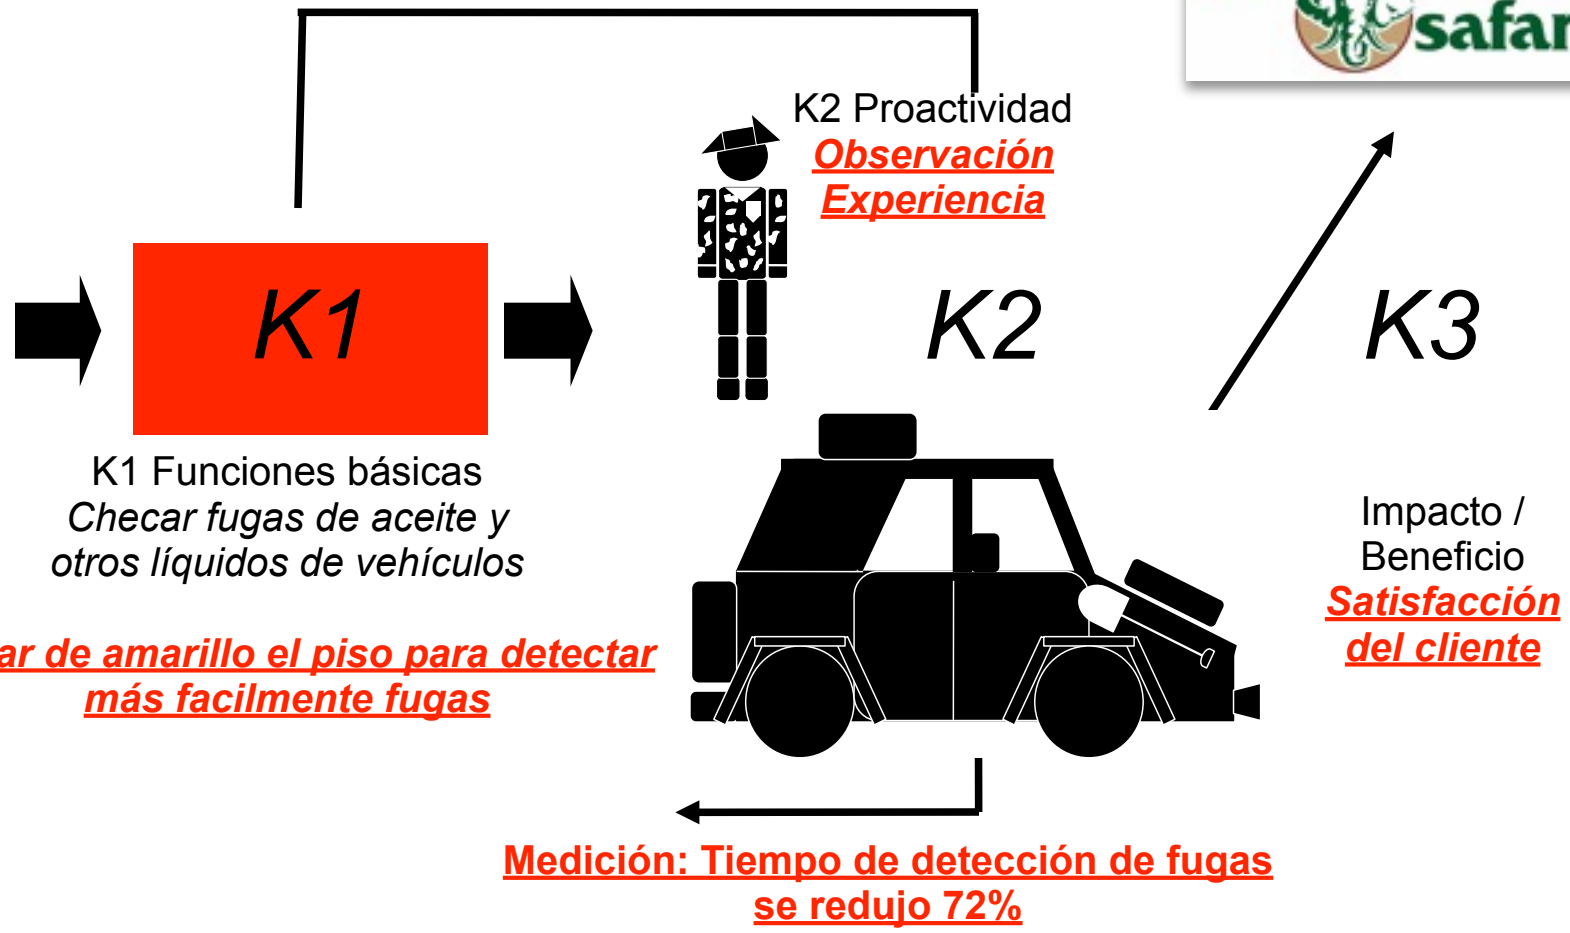 safar
K2 Proactividad
Observación
Experiencia
K1
K2
K3
K1 Funciones básicas
Checar fugas de aceite y
otros líquidos de vehículos
ar de amarillo el piso para detectar
más facilmente fugas
Impacto /
Beneficio
Satisfacción
del cliente
Medición: Tiempo de detección de fugas
se redujo 72%